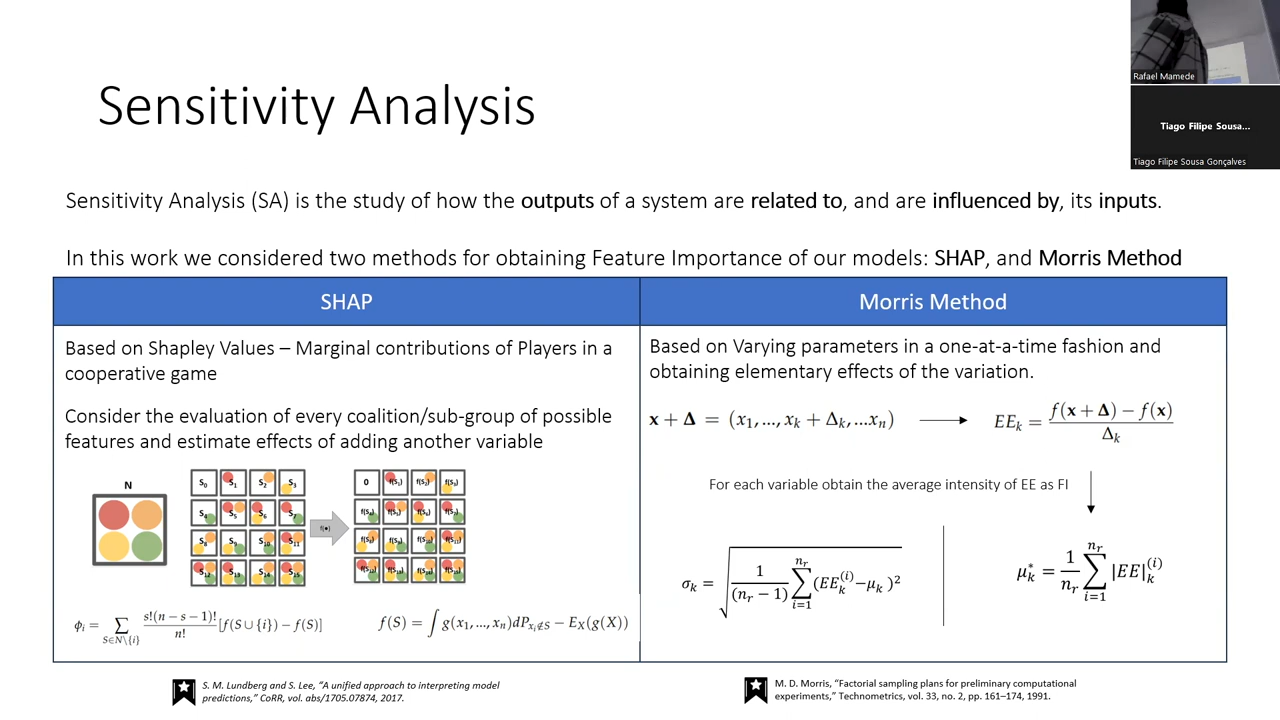 Rafael Mamede
Tiago Filipe Sousa...
Tiago Filipe Sousa Gonçalves
Sensitivity Analysis
Sensitivity Analysis (SA) is the study of how the outputs of a system are related to, and are influenced by, its inputs.
In this work we considered two methods for obtaining Feature Importance of our models: SHAP, and Morris Method
SHAP
Based on Shapley Values – Marginal contributions of Players in a
cooperative game
Consider the evaluation of every coalition/sub-group of possible
features and estimate effects of adding another variable
N
S₀ S₁ S₂ S₃
S₄ S₅ S₆ S₇
S₈ S₉ S₁₀ S₁₁
S₁₂ S₁₃ S₁₄ S₁₅
f(•)
0 f(S₁) f(S₂) f(S₃)
ϕᵢ = ∑ S∈N\{i} s!(n − s − 1)!/n! [f(S ∪ {i}) − f(S)]
f(S) = ∫ g(x₁, ..., xₙ)dP xᵢ∉S − E_X(g(X))
Morris Method
Based on Varying parameters in a one-at-a-time fashion and
obtaining elementary effects of the variation.
x + Δ = (x₁, ..., xₖ + Δₖ, ...xₙ)
EEₖ = f(x + Δ) − f(x) / Δₖ
For each variable obtain the average intensity of EE as FI
σₖ = √ 1/(nᵣ − 1) ∑ i=1 nᵣ (EEₖ⁽ⁱ⁾−μₖ )²
μₖ* = 1/nᵣ ∑ i=1 nᵣ |EE|ₖ⁽ⁱ⁾
S. M. Lundberg and S. Lee, “A unified approach to interpreting model
predictions,” CoRR, vol. abs/1705.07874, 2017.
M. D. Morris, “Factorial sampling plans for preliminary computational
experiments,” Technometrics, vol. 33, no. 2, pp. 161–174, 1991.